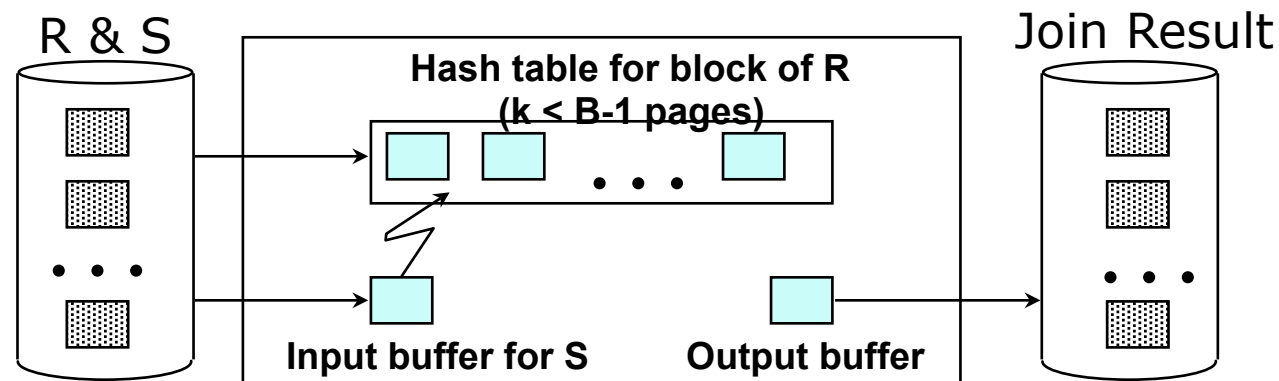 R & S
Join Result
Hash table for block of R
(k < B-1 pages)
• • •
• • •
• • •
Input buffer for S
Output buffer